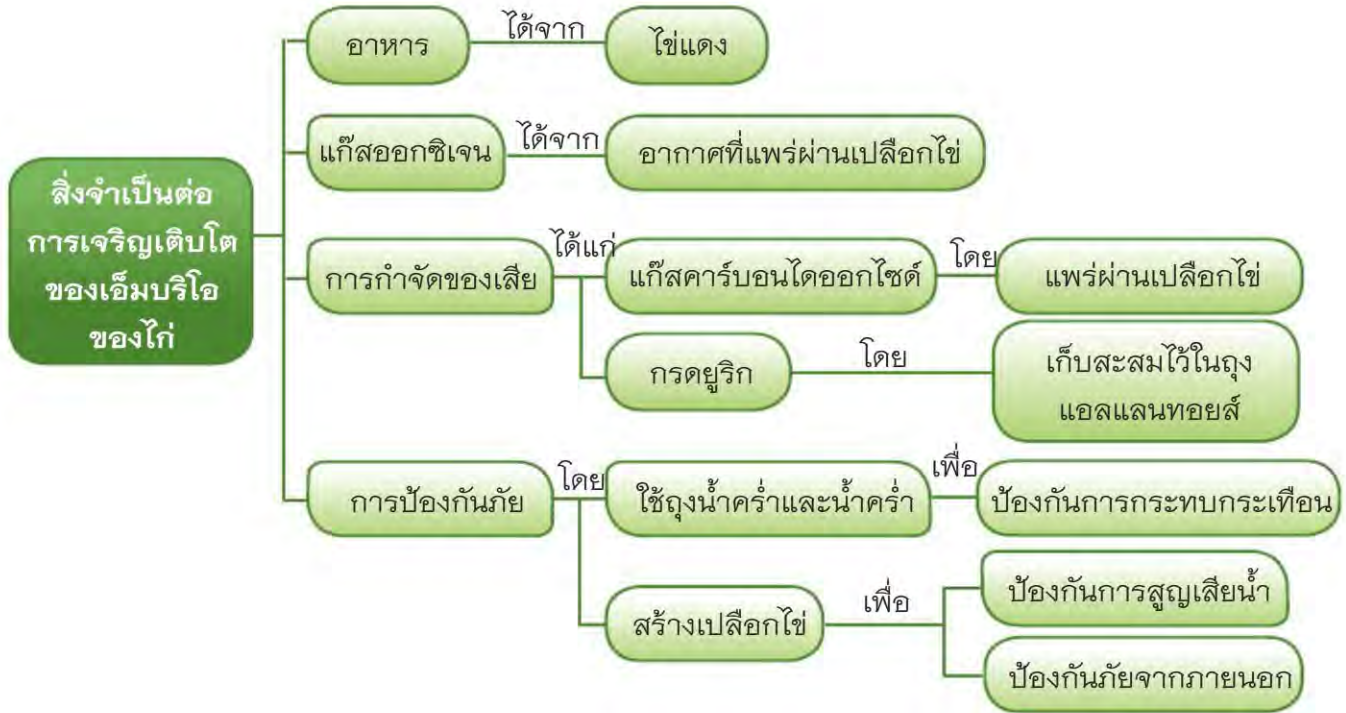 สิ่งจำเป็นต่อ
การเจริญเติบโต
ของเอ็มบริโอ
ของไก่
อาหาร
ได้จาก
ไข่แดง
แก๊สออกซิเจน
ได้จาก
อากาศที่แพร่ผ่านเปลือกไข่
การกำจัดของเสีย
ได้แก่
แก๊สคาร์บอนไดออกไซด์
โดย
แพร่ผ่านเปลือกไข่
กรดยูริก
โดย
เก็บสะสมไว้ในถุง
แอลแลนทอยส์
การป้องกันภัย
โดย
ใช้ถุงน้ำคร่ำและน้ำคร่ำ
เพื่อ
ป้องกันการกระทบกระเทือน
สร้างเปลือกไข่
เพื่อ
ป้องกันการสูญเสียน้ำ
ป้องกันภัยจากภายนอก